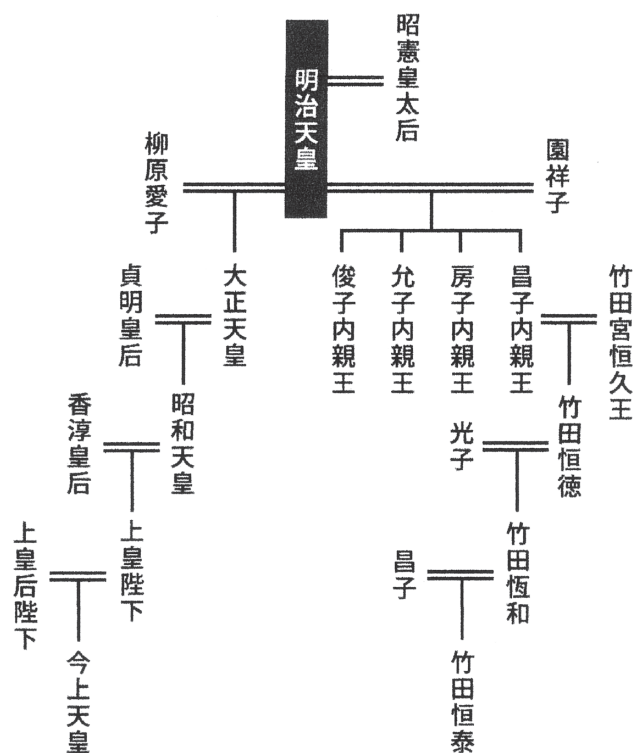 昭憲皇太后
明治天皇
園祥子
柳原愛子
竹田宮恒久王
昌子内親王
房子内親王
允子内親王
俊子内親王
大正天皇
貞明皇后
竹田恒徳
光子
昭和天皇
香淳皇后
竹田恆和
昌子
上皇陛下
上皇后陛下
竹田恒泰
今上天皇